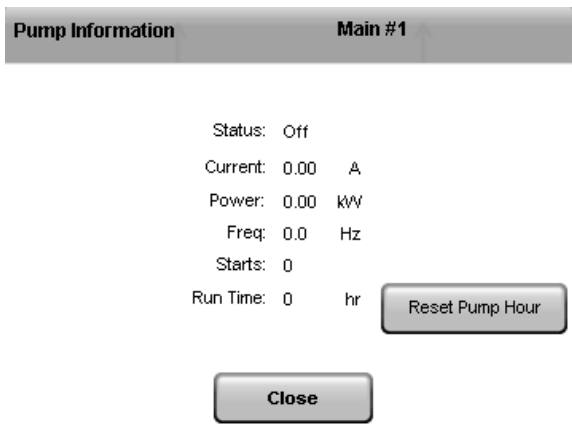 Pump Information Main #1
Status: Off
Current: 0.00 A
Power: 0.00 kW
Freq: 0.0 Hz
Starts: 0
Run Time: 0 hr Reset Pump Hour
Close